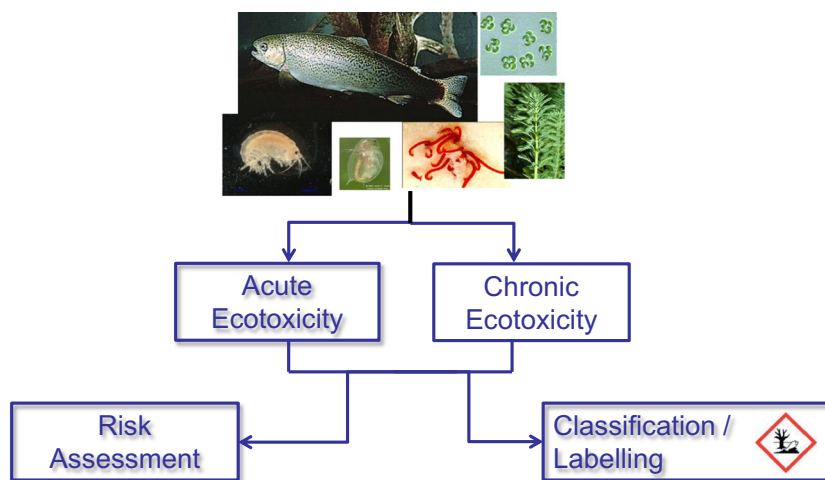 Acute
Ecotoxicity
Chronic
Ecotoxicity
Risk
Assessment
Classification /
Labelling